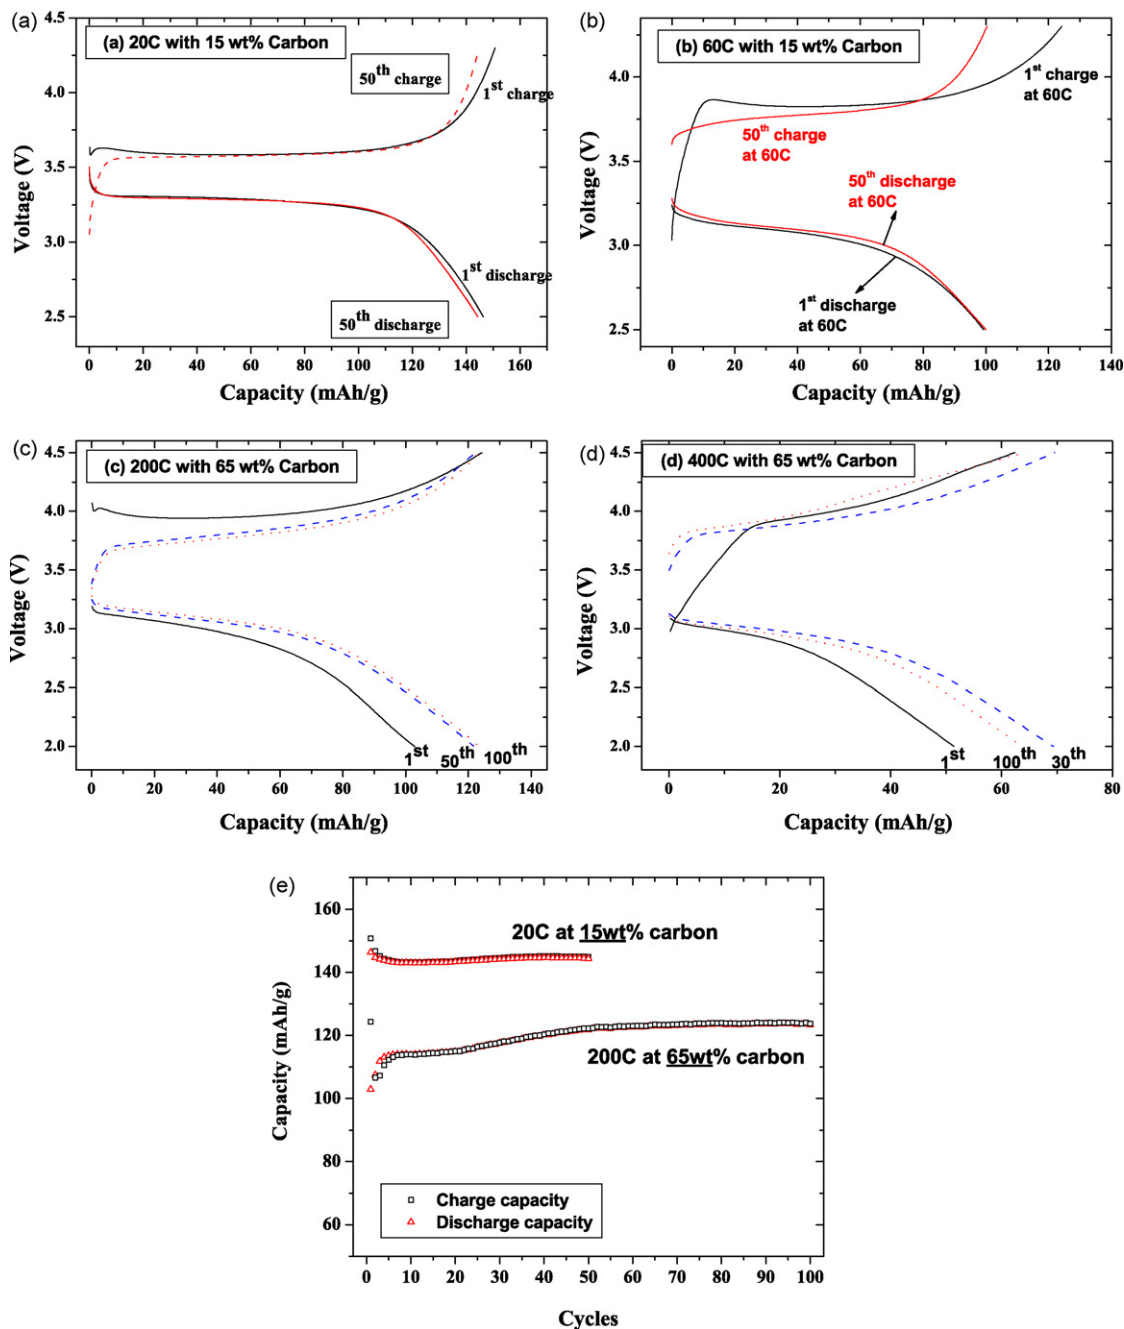 (a)
(a) 20C with 15 wt% Carbon
50th charge
1st charge
1st discharge
50th discharge
Voltage (V)
4.5
4.0
3.5
3.0
2.5
0 20 40 60 80 100 120 140 160
Capacity (mAh/g)
(b)
(b) 60C with 15 wt% Carbon
1st charge
at 60C
50th charge
at 60C
50th discharge
at 60C
1st discharge
at 60C
Voltage (V)
4.0
3.5
3.0
2.5
0 20 40 60 80 100 120 140
Capacity (mAh/g)
(c)
(c) 200C with 65 wt% Carbon
Voltage (V)
4.5
4.0
3.5
3.0
2.5
2.0
1st 50th 100th
0 20 40 60 80 100 120 140
Capacity (mAh/g)
(d)
(d) 400C with 65 wt% Carbon
Voltage (V)
4.5
4.0
3.5
3.0
2.5
2.0
1st 100th 30th
0 20 40 60 80
Capacity (mAh/g)
(e)
20C at 15wt% carbon
200C at 65wt% carbon
Charge capacity
Discharge capacity
Capacity (mAh/g)
160
140
120
100
80
60
0 10 20 30 40 50 60 70 80 90 100
Cycles